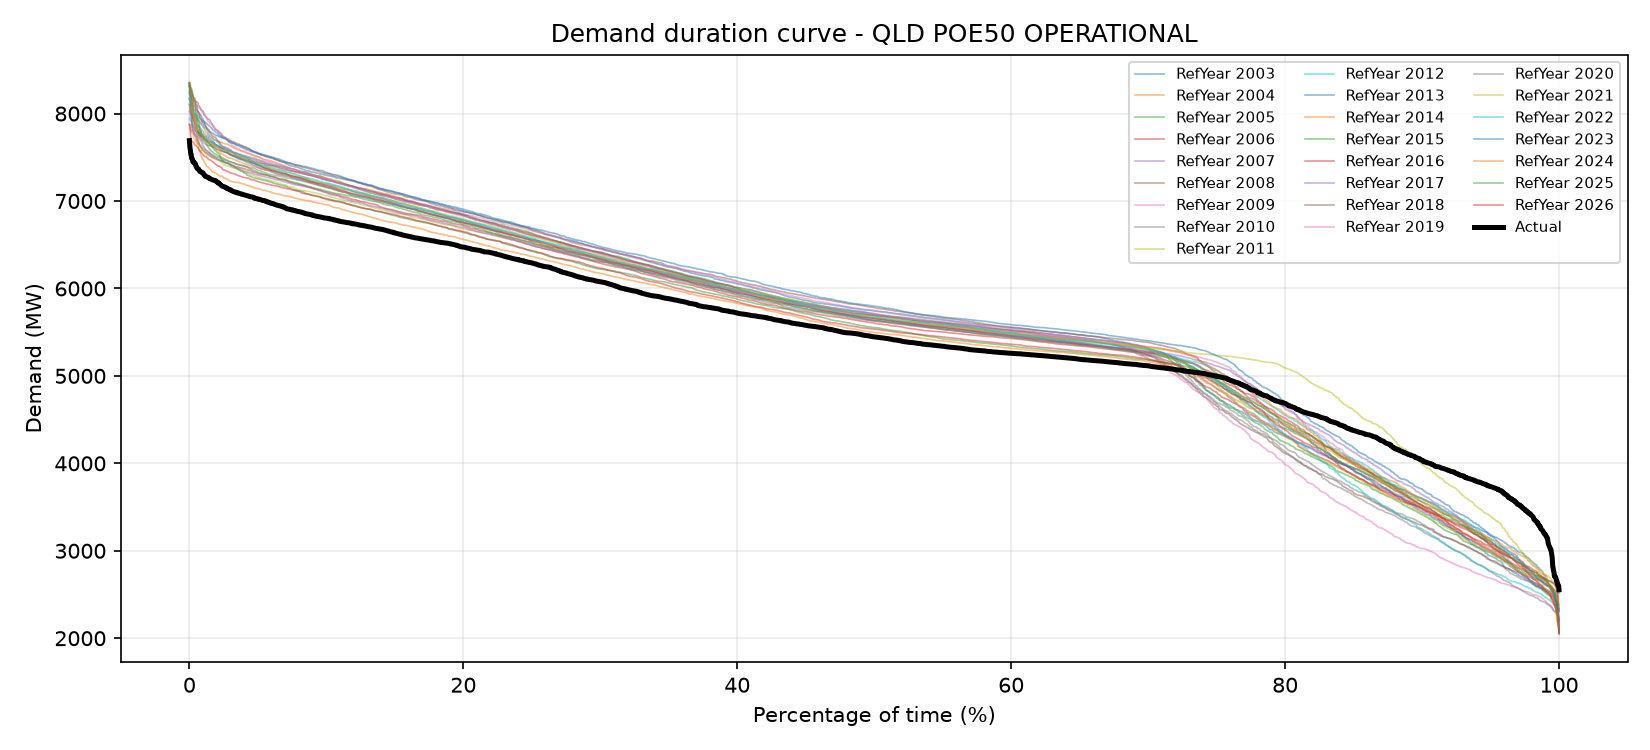 Demand duration curve - QLD POE50 OPERATIONAL
RefYear 2003
RefYear 2004
RefYear 2005
RefYear 2006
RefYear 2007
RefYear 2008
RefYear 2009
RefYear 2010
RefYear 2011
RefYear 2012
RefYear 2013
RefYear 2014
RefYear 2015
RefYear 2016
RefYear 2017
RefYear 2018
RefYear 2019
RefYear 2020
RefYear 2021
RefYear 2022
RefYear 2023
RefYear 2024
RefYear 2025
RefYear 2026
Actual
Demand (MW)
8000
7000
6000
5000
4000
3000
2000
0
20
40
60
80
100
Percentage of time (%)